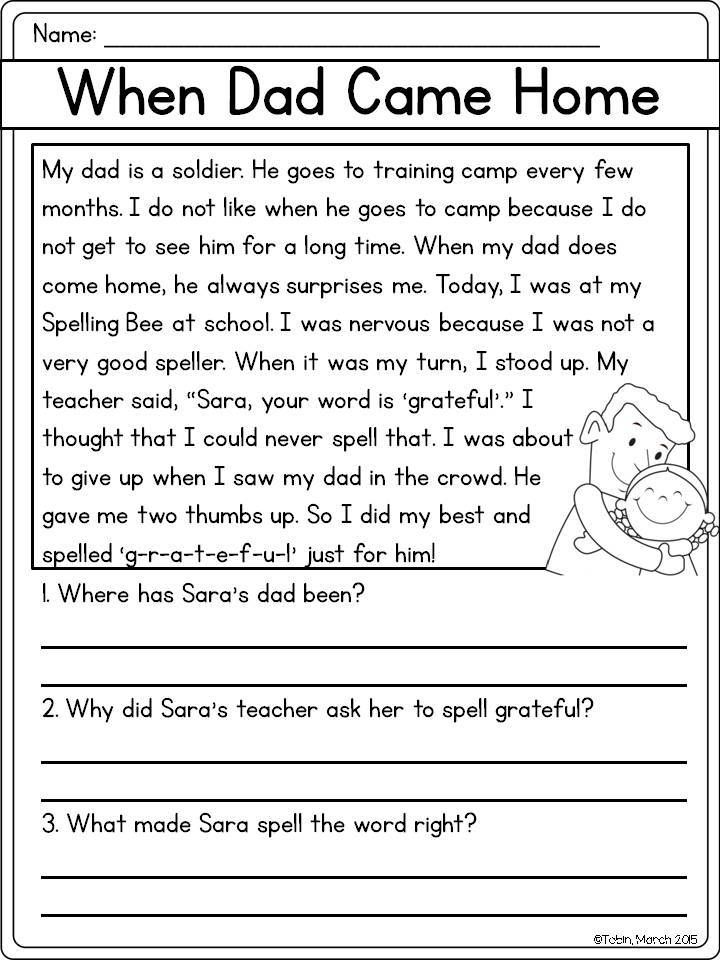 Name: ______________________________________
When Dad Came Home
My dad is a soldier. He goes to training camp every few
months. I do not like when he goes to camp because I do
not get to see him for a long time. When my dad does
come home, he always surprises me. Today, I was at my
Spelling Bee at school. I was nervous because I was not a
very good speller. When it was my turn, I stood up. My
teacher said, “Sara, your word is ‘grateful’.” I
thought that I could never spell that. I was about
to give up when I saw my dad in the crowd. He
gave me two thumbs up. So I did my best and
spelled ‘g-r-a-t-e-f-u-l’ just for him!
1. Where has Sara’s dad been?
2. Why did Sara’s teacher ask her to spell grateful?
3. What made Sara spell the word right?
©Tobin, March 2015